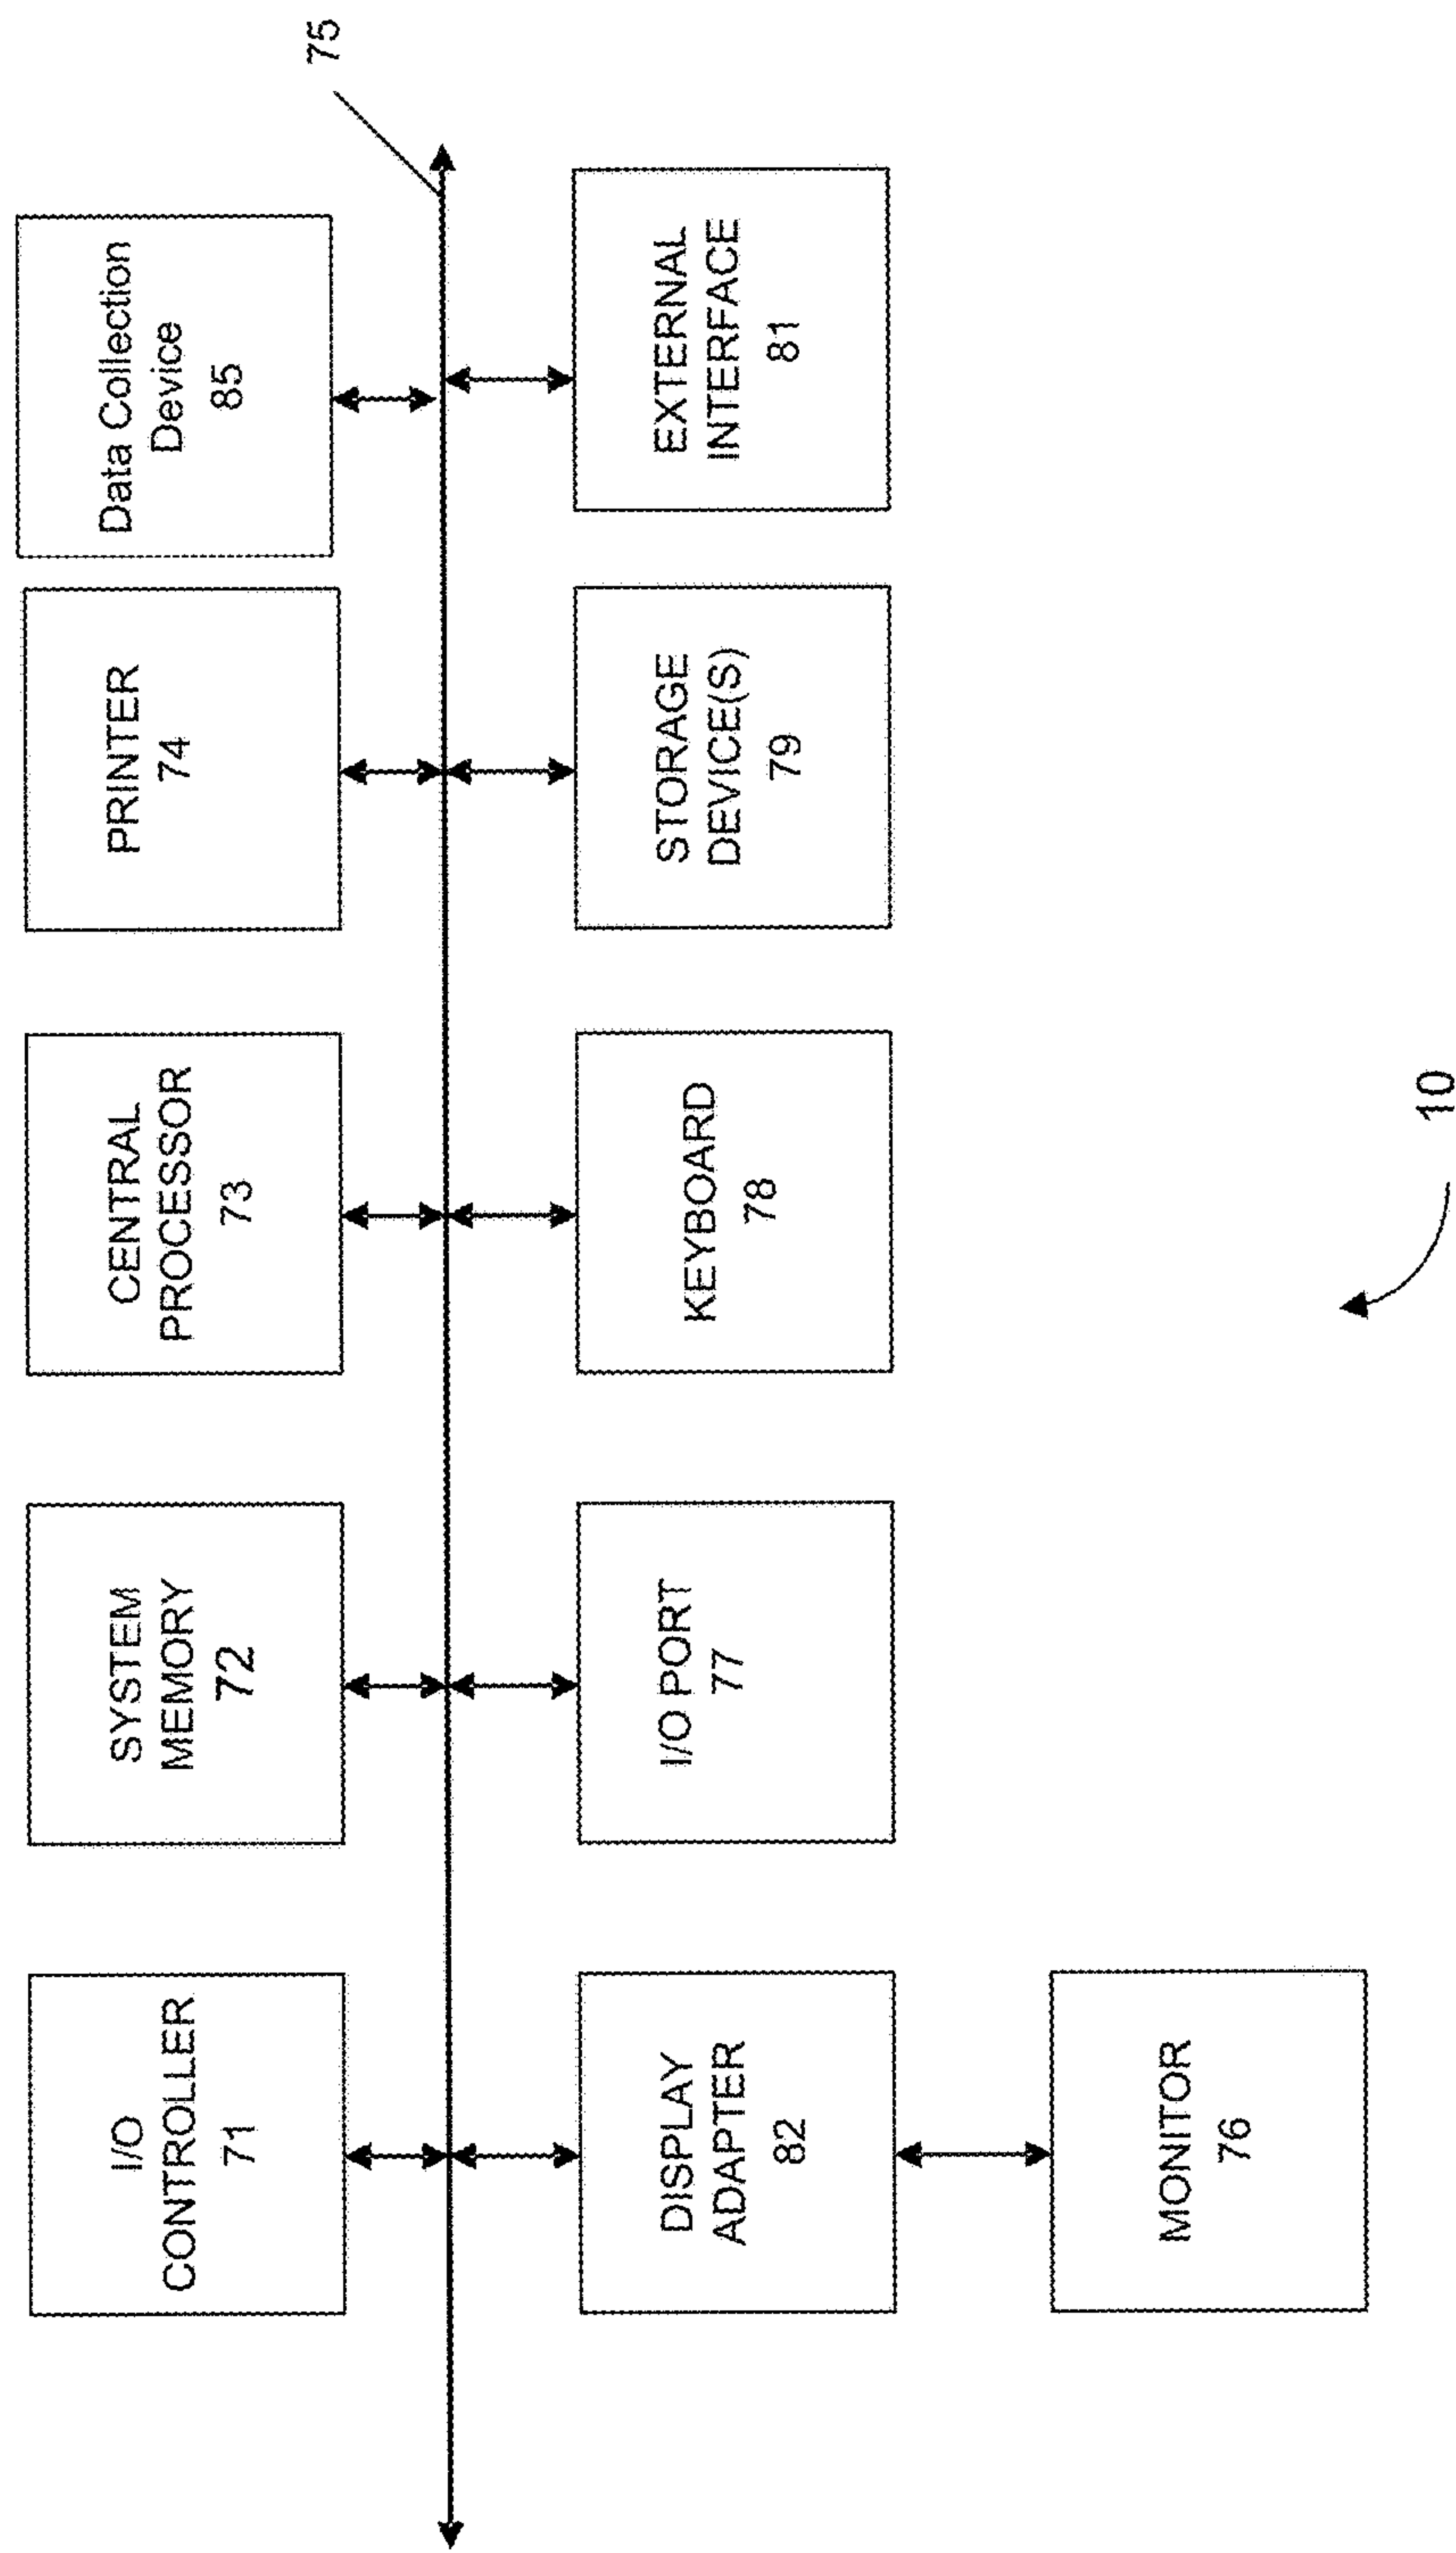 75
I/O
CONTROLLER
71
SYSTEM
MEMORY
72
CENTRAL
PROCESSOR
73
PRINTER
74
Data Collection
Device
85
DISPLAY
ADAPTER
82
I/O PORT
77
KEYBOARD
78
STORAGE
DEVICE(S)
79
EXTERNAL
INTERFACE
81
MONITOR
76
10